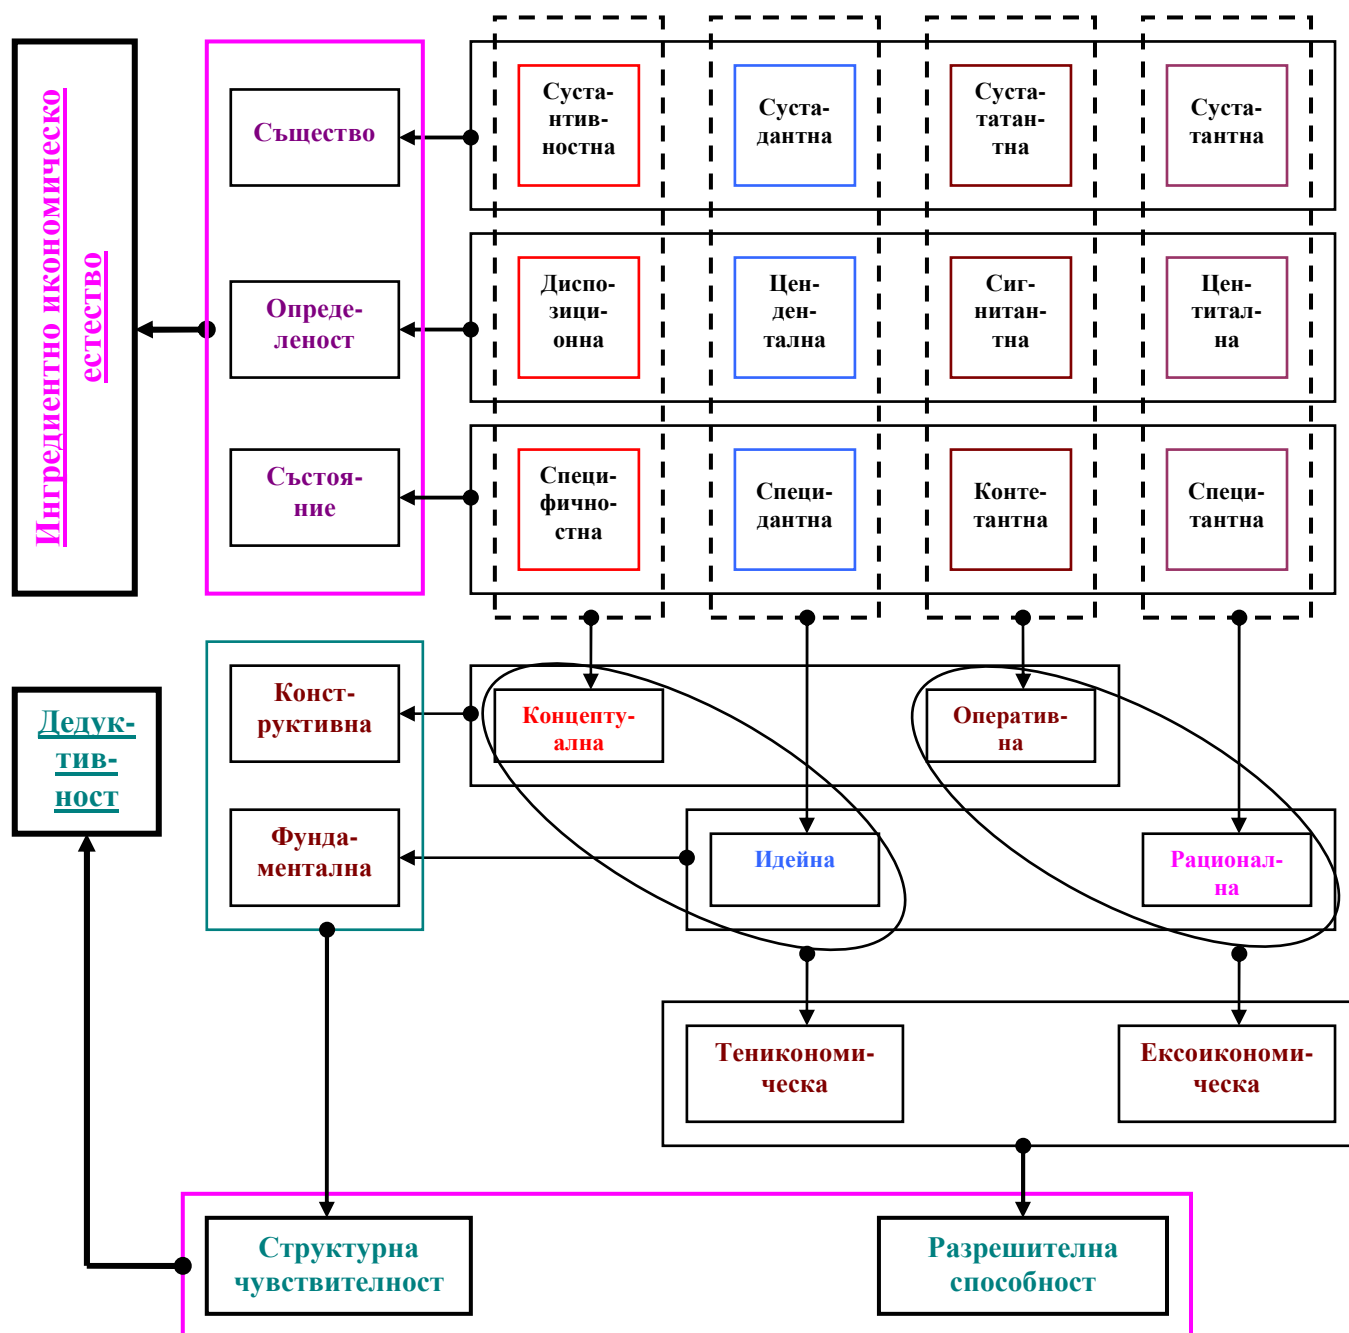 Ингредиентно икономическо
естество
Същество
Суста-
нтив-
ностна
Суста-
дантна
Суста-
татан-
тна
Суста-
тантна
Опреде-
леност
Диспо-
зици-
онна
Цен-
ден-
тална
Сиг-
нитан-
тна
Цен-
титал-
на
Състоя-
ние
Специ-
фично-
стна
Специ-
дантна
Конте-
тантна
Специ-
тантна
Дедук-
тив-
ност
Конст-
руктивна
Концепту-
ална
Оператив-
на
Фунда-
ментална
Идейна
Рационал-
на
Теникономи-
ческа
Ексоикономи-
ческа
Структурна
чувствителност
Разрешителна
способност